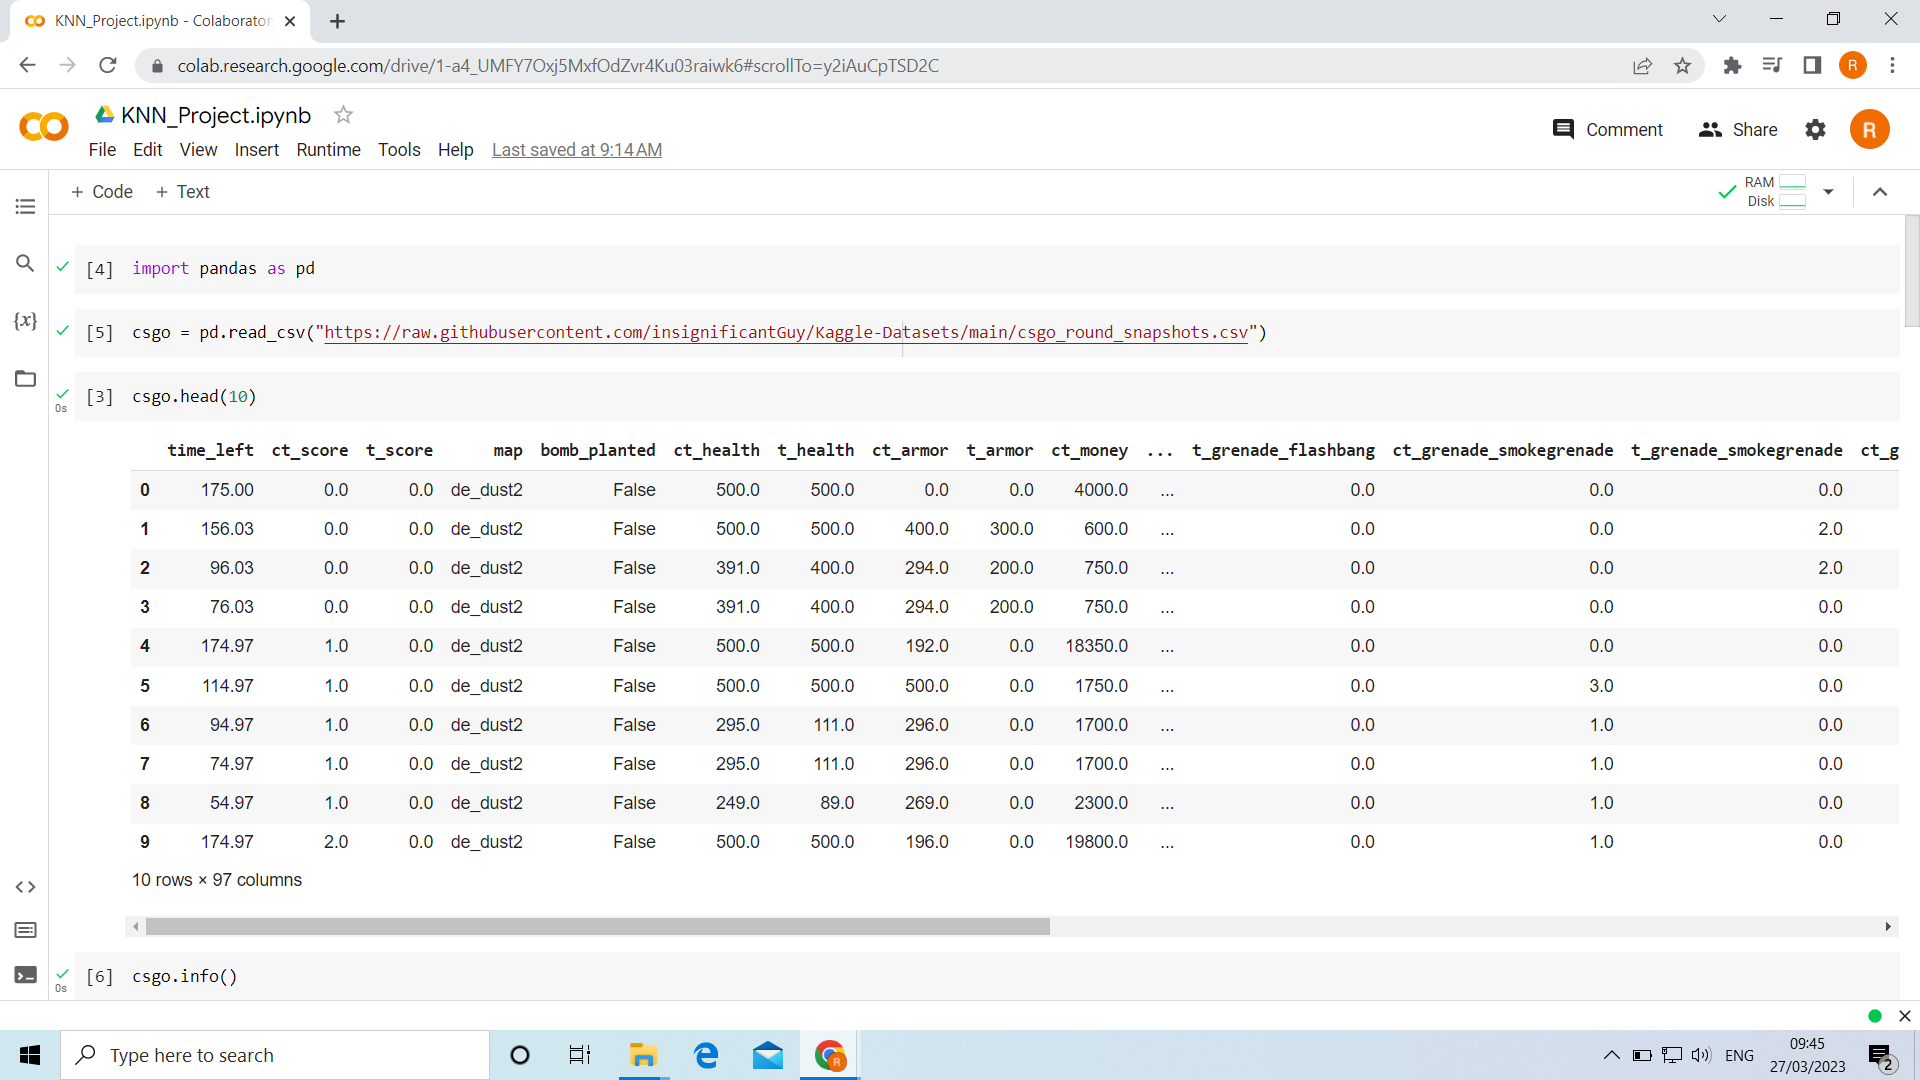 KNN_Project.ipynb - Colaborator
colab.research.google.com/drive/1-a4_UMFY7Oxj5MxfOdZvr4Ku03raiwk6#scrollTo=y2iAuCpTSD2C
R
KNN_Project.ipynb
Comment
Share
R
File Edit View Insert Runtime Tools Help Last saved at 9:14 AM
+ Code + Text
RAM
Disk
[4] import pandas as pd
{x}
[5] csgo = pd.read_csv("https://raw.githubusercontent.com/insignificantGuy/Kaggle-Datasets/main/csgo_round_snapshots.csv")
[3] csgo.head(10)
0s
time_left ct_score t_score map bomb_planted ct_health t_health ct_armor t_armor ct_money ... t_grenade_flashbang ct_grenade_smokegrenade t_grenade_smokegrenade ct_g
0 175.00 0.0 0.0 de_dust2 False 500.0 500.0 0.0 0.0 4000.0 ... 0.0 0.0 0.0
1 156.03 0.0 0.0 de_dust2 False 500.0 500.0 400.0 300.0 600.0 ... 0.0 0.0 2.0
2 96.03 0.0 0.0 de_dust2 False 391.0 400.0 294.0 200.0 750.0 ... 0.0 0.0 2.0
3 76.03 0.0 0.0 de_dust2 False 391.0 400.0 294.0 200.0 750.0 ... 0.0 0.0 0.0
4 174.97 1.0 0.0 de_dust2 False 500.0 500.0 192.0 0.0 18350.0 ... 0.0 0.0 0.0
5 114.97 1.0 0.0 de_dust2 False 500.0 500.0 500.0 0.0 1750.0 ... 0.0 3.0 0.0
6 94.97 1.0 0.0 de_dust2 False 295.0 111.0 296.0 0.0 1700.0 ... 0.0 1.0 0.0
7 74.97 1.0 0.0 de_dust2 False 295.0 111.0 296.0 0.0 1700.0 ... 0.0 1.0 0.0
8 54.97 1.0 0.0 de_dust2 False 249.0 89.0 269.0 0.0 2300.0 ... 0.0 1.0 0.0
9 174.97 2.0 0.0 de_dust2 False 500.0 500.0 196.0 0.0 19800.0 ... 0.0 1.0 0.0
10 rows × 97 columns
[6] csgo.info()
0s
Type here to search
R
ENG
09:45
27/03/2023
2